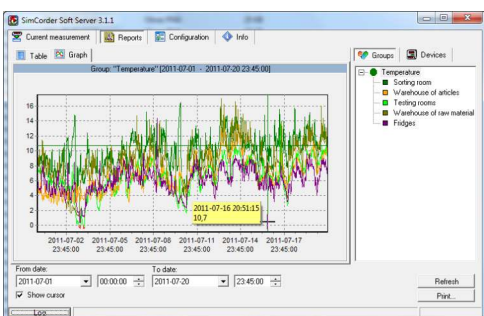 SimCorder Soft Server 3.1.1
Current measurement Reports Configuration Info
Table Graph
Group: "Temperature" [2011-07-01 - 2011-07-20 23:45:00]
16
14
12
10
8
6
4
2
0
2011-07-02 2011-07-05 2011-07-08 2011-07-11 2011-07-14 2011-07-17
23:45:00 23:45:00 23:45:00 23:45:00 23:45:00 23:45:00
2011-07-16 20:51:15
10,7
Groups Devices
Temperature
Sorting room
Warehouse of articles
Testing rooms
Warehouse of raw material
Fridges
From date: To date:
2011-07-01 00:00:00 2011-07-20 23:45:00
Show cursor
Refresh
Print...
Log